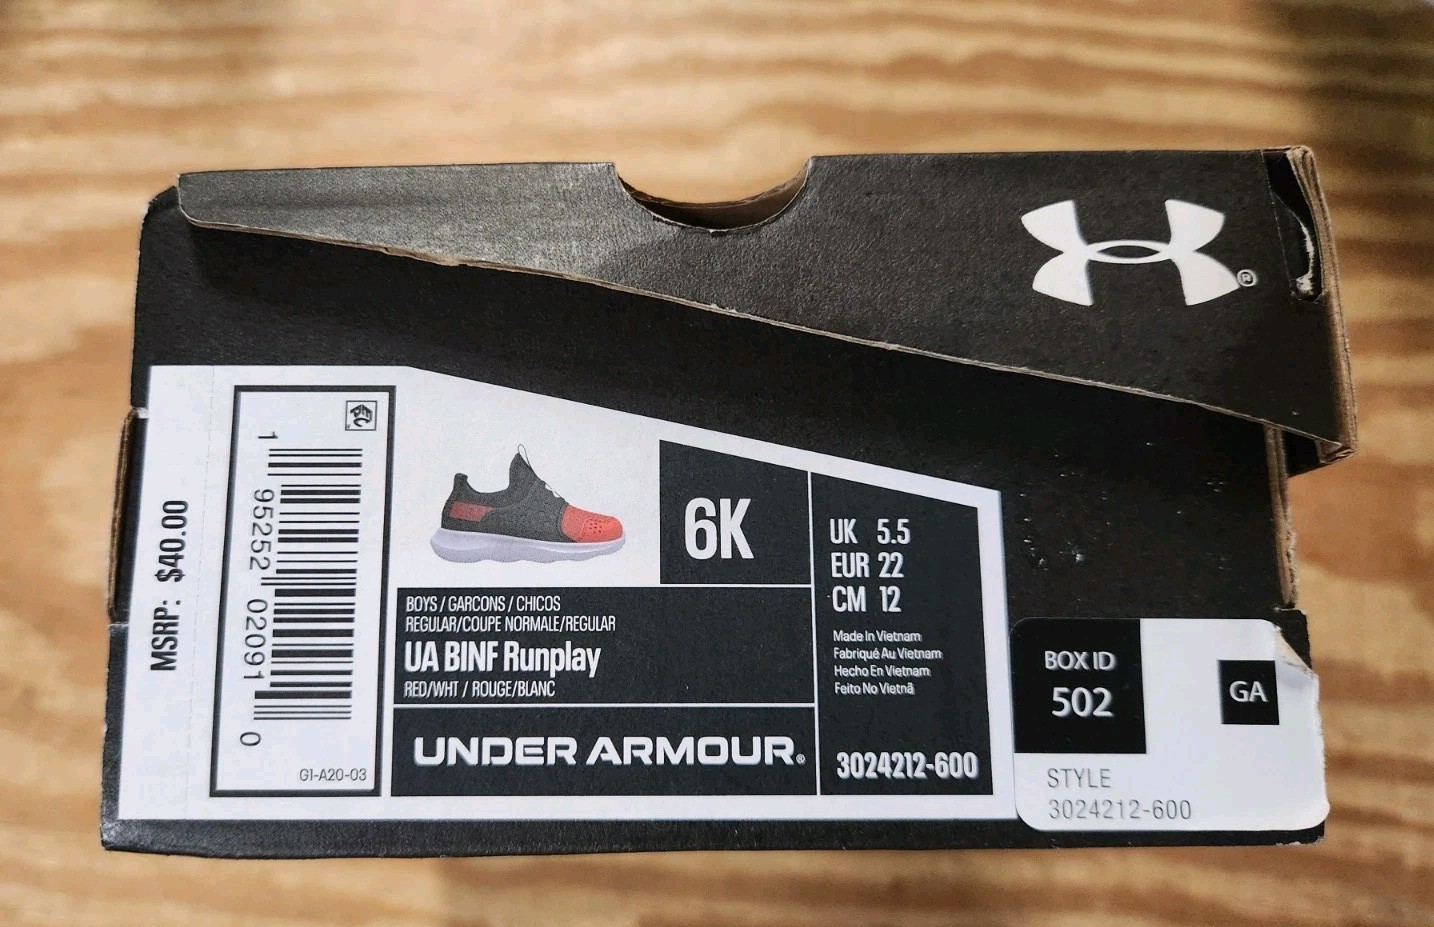 ®
MSRP: $40.00
1 95252 02091 0
G1-A20-03
6K
BOYS / GARCONS / CHICOS
REGULAR/COUPE NORMALE/REGULAR
UA BINF Runplay
RED/WHT / ROUGE/BLANC
UNDER ARMOUR®
UK 5.5
EUR 22
CM 12
Made In Vietnam
Fabriqué Au Vietnam
Hecho En Vietnam
Feito No Vietnã
3024212-600
BOX ID
502
GA
STYLE
3024212-600